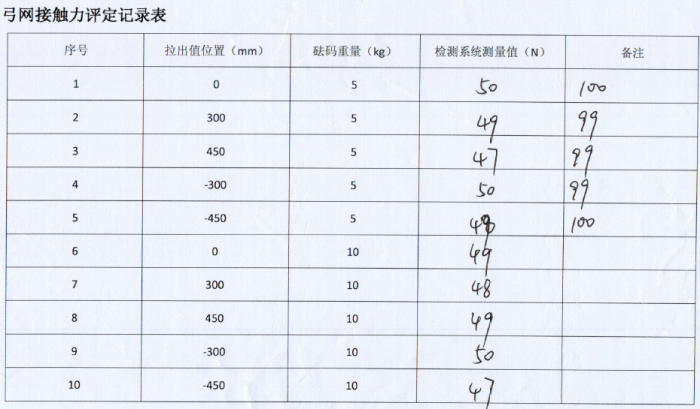 弓网接触力评定记录表
序号 拉出值位置（mm） 砝码重量（kg） 检测系统测量值（N） 备注
1 0 5 50 100
2 300 5 49 99
3 450 5 47 99
4 -300 5 50 99
5 -450 5 100
6 0 10 49
7 300 10 48
8 450 10 49
9 -300 10 50
10 -450 10 47